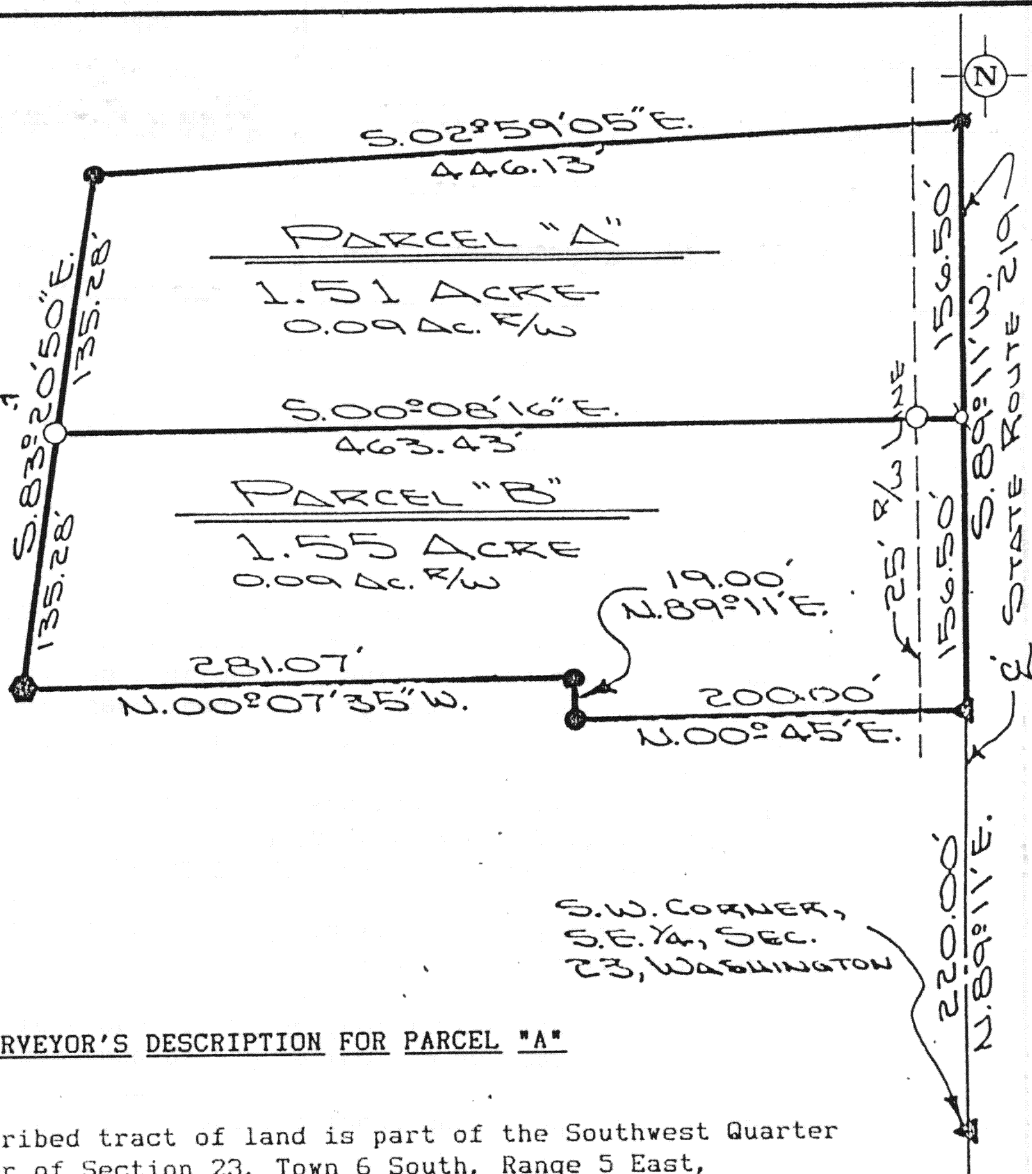 N
S.02°59'05"E.
446.13'
PARCEL "A"
1.51 ACRE
0.09 AC. R/W
S.83°20'50"E.
135.28'
135.28'
S.00°08'16"E.
463.43'
PARCEL "B"
1.55 ACRE
0.09 AC. R/W
19.00'
N.89°11'E.
281.07'
N.00°07'35"W.
200.00'
N.00°45'E.
25' R/W LINE
156.50'
156.50'
S.89°11'W.
℄ STATE ROUTE 219
220.00'
N.89°11'E.
S.W. CORNER,
S.E.¼, SEC.
23, WASHINGTON
RVEYOR'S DESCRIPTION FOR PARCEL "A"
ribed tract of land is part of the Southwest Quarter
r of Section 23, Town 6 South, Range 5 East,